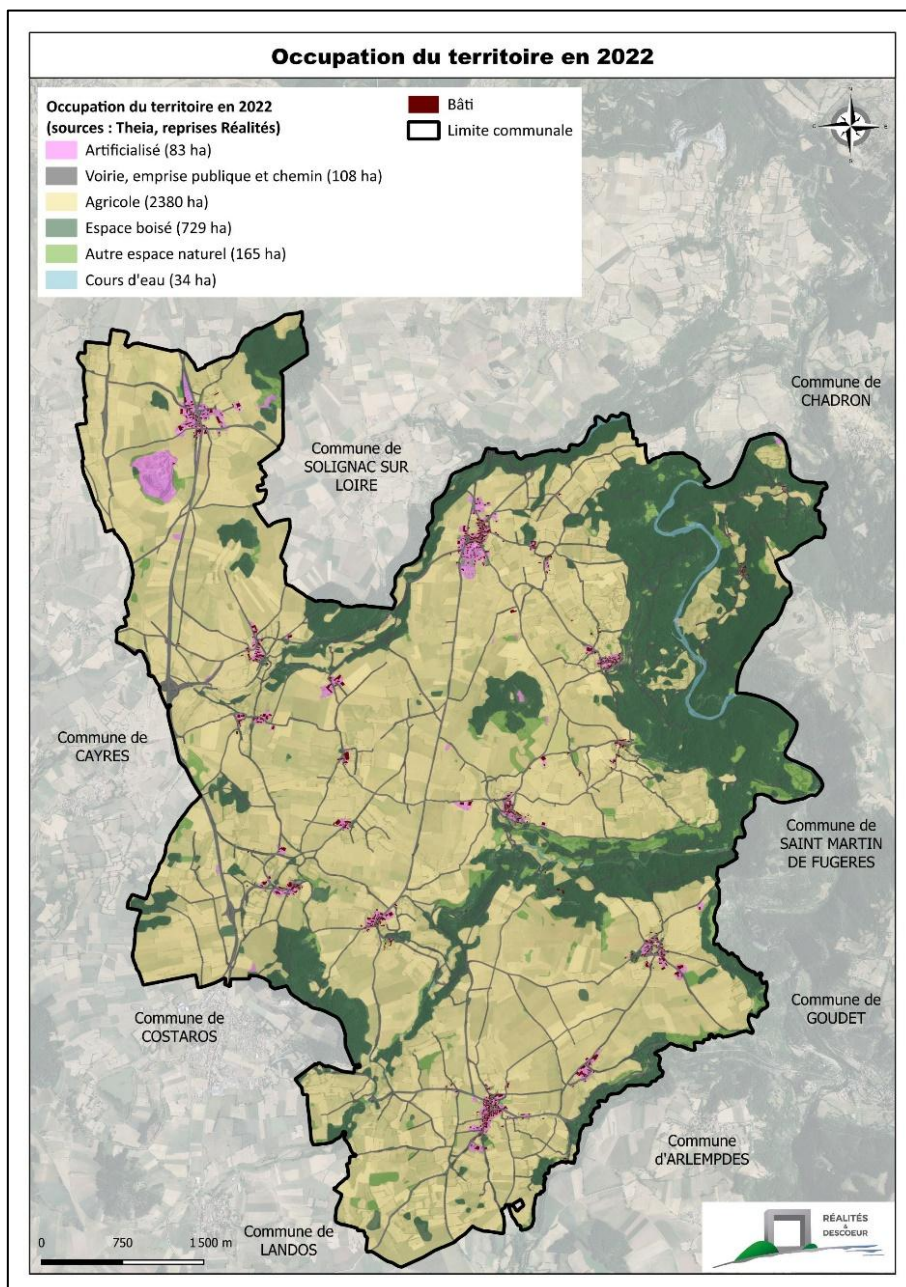 Occupation du territoire en 2022
Occupation du territoire en 2022
(sources : Theia, reprises Réalités)
Artificialisé (83 ha)
Voirie, emprise publique et chemin (108 ha)
Agricole (2380 ha)
Espace boisé (729 ha)
Autre espace naturel (165 ha)
Cours d'eau (34 ha)
Bâti
Limite communale
Commune de
CHADRON
Commune de
SOLIGNAC SUR
LOIRE
Commune de
CAYRES
Commune de
SAINT MARTIN
DE FUGERES
Commune de
COSTAROS
Commune de
GOUDET
Commune
d'ARLEMPDES
Commune de
LANDOS
0 750 1 500 m
RÉALITÉS
&
DESCOEUR